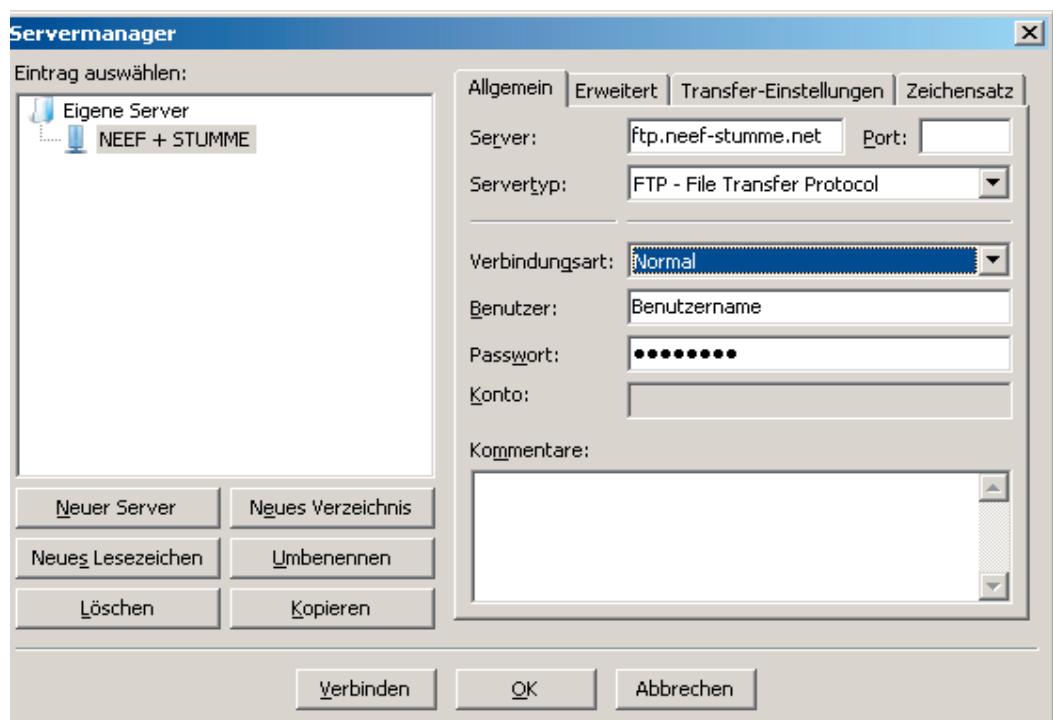 Servermanager
Eintrag auswählen:
Eigene Server
NEEF + STUMME
Neuer Server
Neues Verzeichnis
Neues Lesezeichen
Umbenennen
Löschen
Kopieren
Allgemein
Erweitert
Transfer-Einstellungen
Zeichensatz
Server:
ftp.neef-stumme.net
Port:
Servertyp:
FTP - File Transfer Protocol
Verbindungsart:
Normal
Benutzer:
Benutzername
Passwort:
●●●●●●●●
Konto:
Kommentare:
Verbinden
OK
Abbrechen